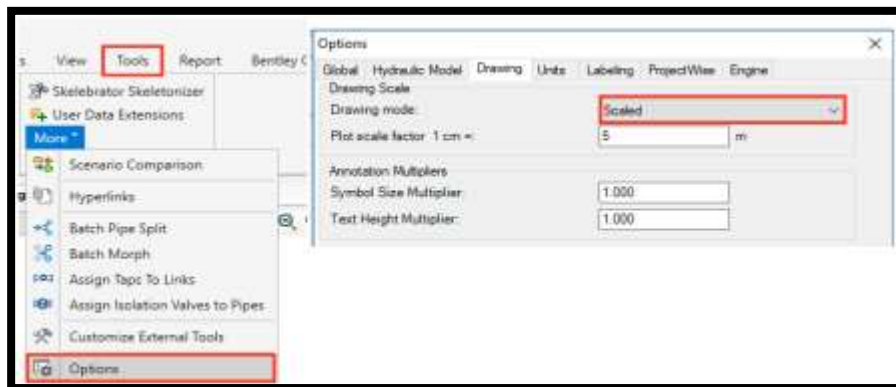 s View Tools Report Bentley C
Skelebrator Skeletonizer
User Data Extensions
More
Scenario Comparison
Hyperlinks
Batch Pipe Split
Batch Morph
Assign Taps To Links
Assign Isolation Valves to Pipes
Customize External Tools
Options
Options
Global Hydraulic Model Drawing Units Labeling ProjectWise Engine
Drawing Scale
Drawing mode: Scaled
Plot scale factor 1 cm = 5 m
Annotation Multipliers
Symbol Size Multiplier: 1.000
Text Height Multiplier: 1.000